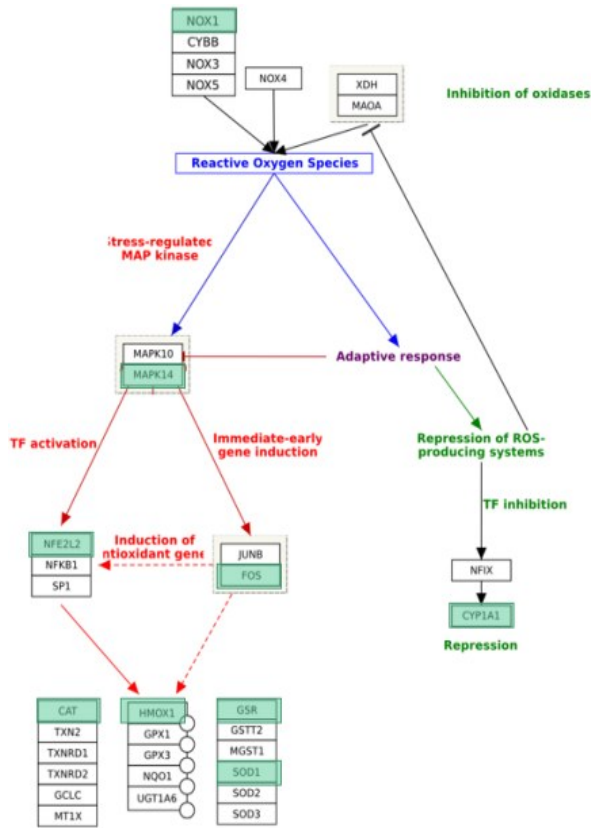 NOX1
CYBB
NOX3
NOX5
NOX4
XDH
MAOA
Inhibition of oxidases
Reactive Oxygen Species
tress-regulated
MAP kinase
MAPK10
MAPK14
Adaptive response
TF activation
Immediate-early
gene induction
Repression of ROS-
producing systems
TF inhibition
NFE2L2
NFKB1
SP1
Induction of
ntioxidant gene
JUNB
FOS
NFIX
CYP1A1
Repression
CAT
TXN2
TXNRD1
TXNRD2
GCLC
MT1X
HMOX1
GPX1
GPX3
NQO1
UGT1A6
GSR
GSTT2
MGST1
SOD1
SOD2
SOD3